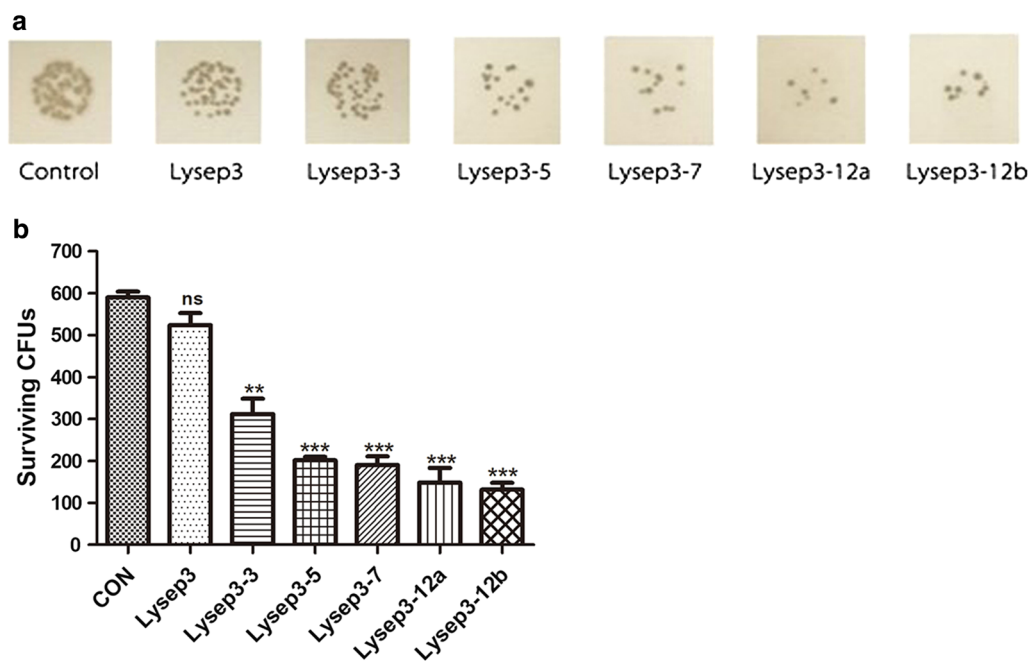 a
Control
Lysep3
Lysep3-3
Lysep3-5
Lysep3-7
Lysep3-12a
Lysep3-12b
b
Surviving CFUs
700
600
500
400
300
200
100
0
ns
**
***
***
***
***
CON
Lysep3
Lysep3-3
Lysep3-5
Lysep3-7
Lysep3-12a
Lysep3-12b